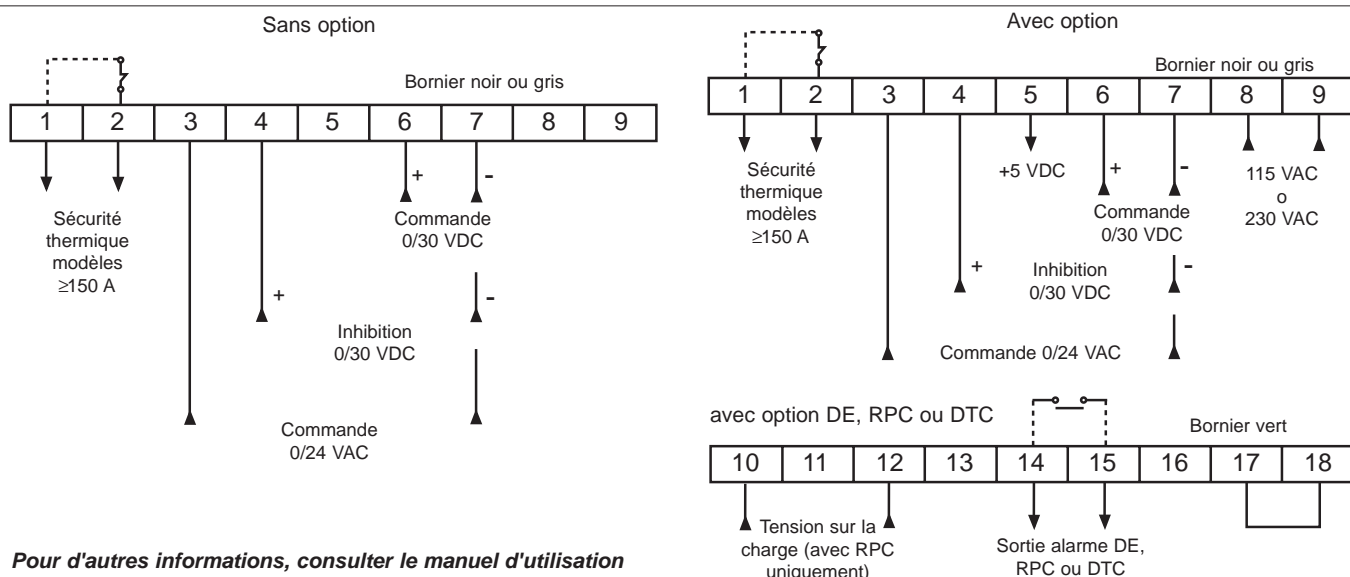 Sans option
Bornier noir ou gris
1 2 3 4 5 6 7 8 9
+ -
Sécurité
thermique
modèles
≥150 A
Commande
0/30 VDC
+ -
Inhibition
0/30 VDC
Commande
0/24 VAC
Pour d'autres informations, consulter le manuel d'utilisation
Avec option
Bornier noir ou gris
1 2 3 4 5 6 7 8 9
Sécurité
thermique
modèles
≥150 A
+5 VDC
+ -
Commande
0/30 VDC
115 VAC
o
230 VAC
+ -
Inhibition
0/30 VDC
Commande 0/24 VAC
avec option DE, RPC ou DTC
Bornier vert
10 11 12 13 14 15 16 17 18
Tension sur la
charge (avec RPC
uniquement)
Sortie alarme DE,
RPC ou DTC